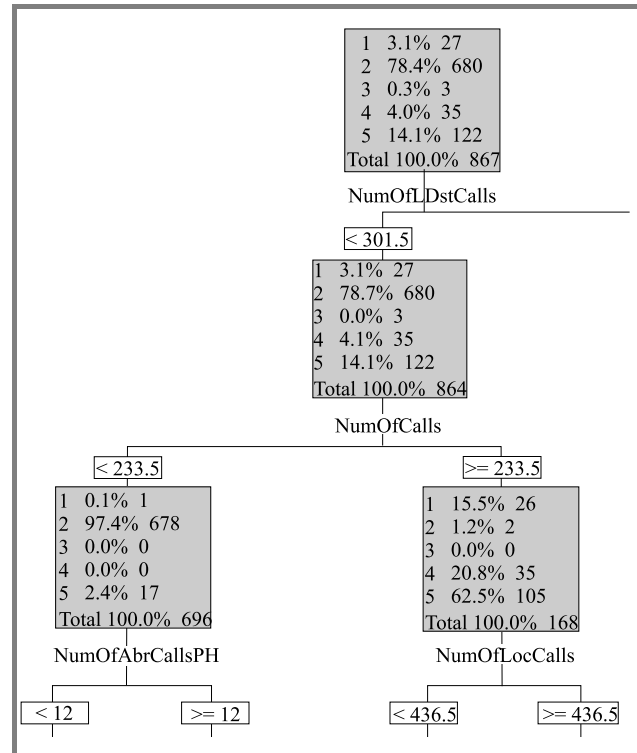 1 3.1% 27
2 78.4% 680
3 0.3% 3
4 4.0% 35
5 14.1% 122
Total 100.0% 867
NumOfLDstCalls
< 301.5
1 3.1% 27
2 78.7% 680
3 0.0% 3
4 4.1% 35
5 14.1% 122
Total 100.0% 864
NumOfCalls
< 233.5
>= 233.5
1 0.1% 1
2 97.4% 678
3 0.0% 0
4 0.0% 0
5 2.4% 17
Total 100.0% 696
1 15.5% 26
2 1.2% 2
3 0.0% 0
4 20.8% 35
5 62.5% 105
Total 100.0% 168
NumOfAbrCallsPH
NumOfLocCalls
< 12
>= 12
< 436.5
>= 436.5